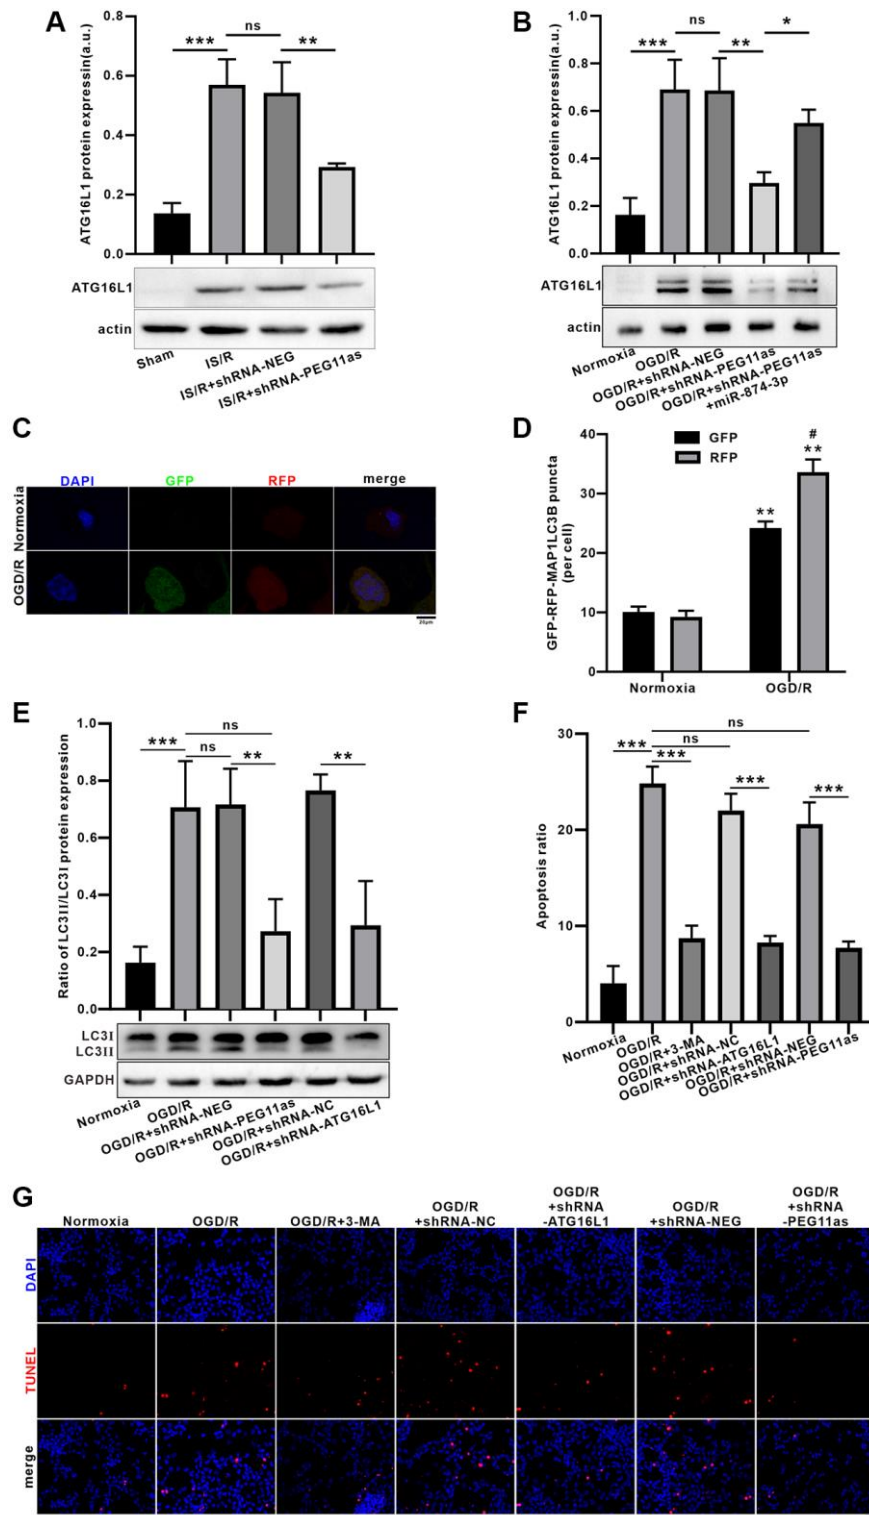 A
ATG16L1 protein expressin(a.u.)
0.8
0.6
0.4
0.2
0.0
*** ns **
ATG16L1
actin
Sham
IS/R
IS/R+shRNA-NEG
IS/R+shRNA-PEG11as
B
ATG16L1 protein expressin(a.u.)
1.0
0.8
0.6
0.4
0.2
0.0
*** ns ** *
ATG16L1
actin
Normoxia
OGD/R
OGD/R+shRNA-NEG
OGD/R+shRNA-PEG11as
OGD/R+shRNA-PEG11as
+miR-874-3p
C
DAPI GFP RFP merge
Normoxia
OGD/R
20μm
D
GFP-RFP-MAP1LC3B puncta
(per cell)
40
30
20
10
0
GFP
RFP
**
#
**
Normoxia OGD/R
E
Ratio of LC3II/LC3I protein expression
1.0
0.8
0.6
0.4
0.2
0.0
ns
*** ns ** **
LC3I
LC3II
GAPDH
Normoxia
OGD/R
OGD/R+shRNA-NEG
OGD/R+shRNA-PEG11as
OGD/R+shRNA-NC
OGD/R+shRNA-ATG16L1
F
Apoptosis ratio
30
20
10
0
ns
ns
*** *** *** ***
Normoxia
OGD/R
OGD/R+3-MA
OGD/R+shRNA-NC
OGD/R+shRNA-ATG16L1
OGD/R+shRNA-NEG
OGD/R+shRNA-PEG11as
G
Normoxia
OGD/R
OGD/R+3-MA
OGD/R
+shRNA-NC
OGD/R
+shRNA
-ATG16L1
OGD/R
+shRNA-NEG
OGD/R
+shRNA
-PEG11as
DAPI
TUNEL
merge